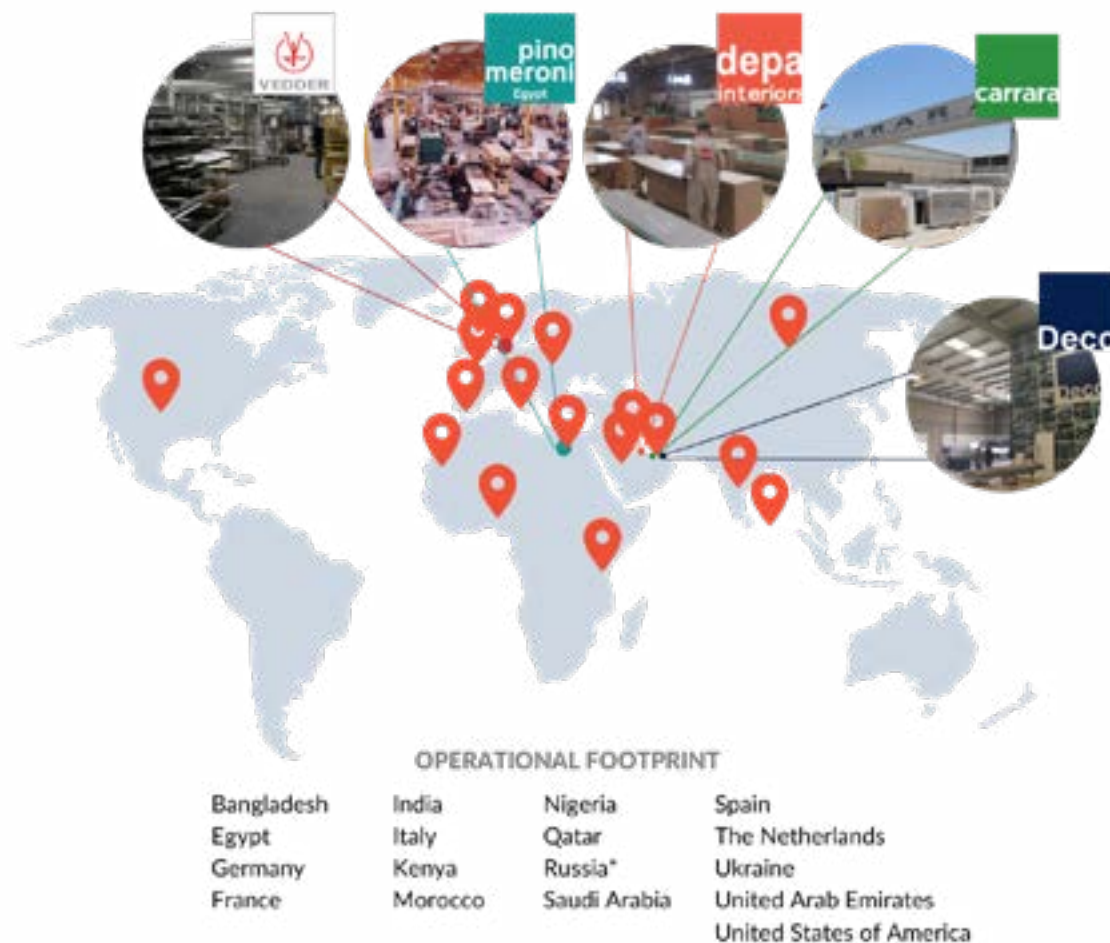 VEDDER
pino
meroni
Egypt
depa
interiors
carrara
Deco
Deco
OPERATIONAL FOOTPRINT
Bangladesh India Nigeria Spain
Egypt Italy Qatar The Netherlands
Germany Kenya Russia* Ukraine
France Morocco Saudi Arabia United Arab Emirates
United States of America